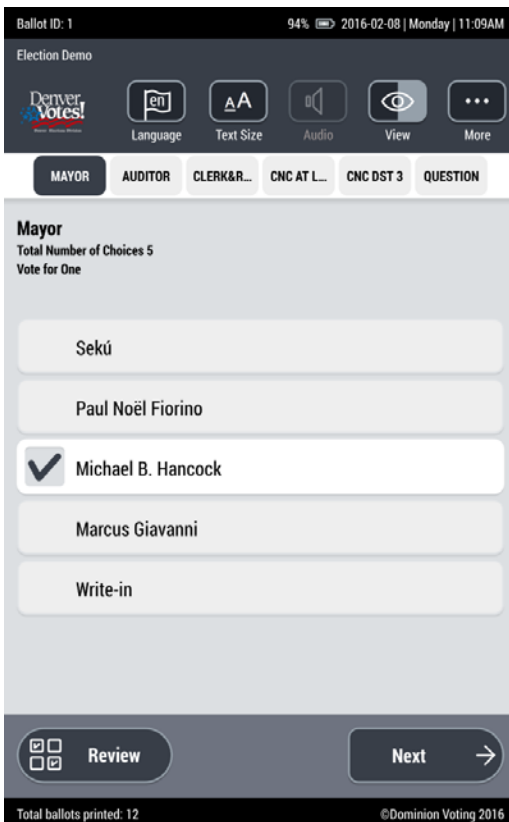 Ballot ID: 1
94% 2016-02-08 | Monday | 11:09AM
Election Demo
Denver Votes!
en
AA
Language
Text Size
Audio
View
More
MAYOR
AUDITOR
CLERK&R...
CNC AT L...
CNC DST 3
QUESTION
Mayor
Total Number of Choices 5
Vote for One
Sekú
Paul Noël Fiorino
Michael B. Hancock
Marcus Giavanni
Write-in
Review
Next
Total ballots printed: 12
©Dominion Voting 2016